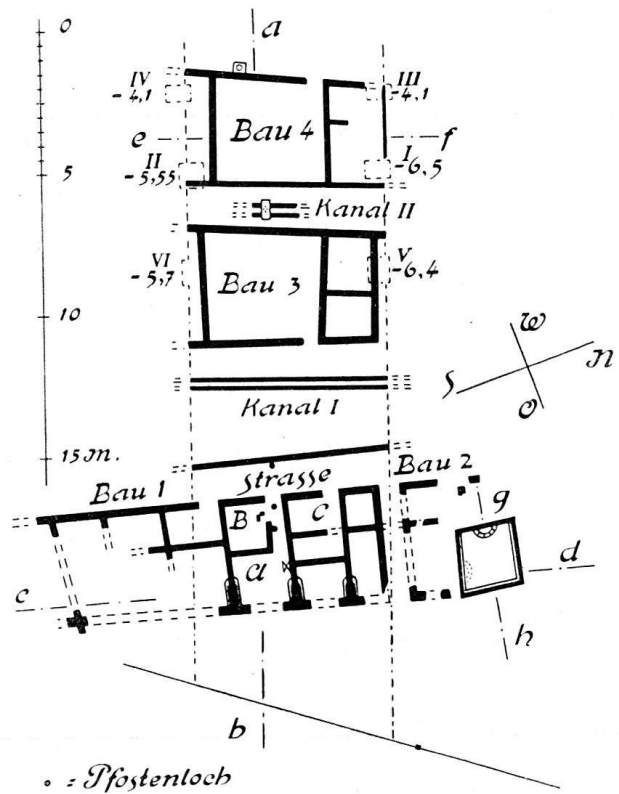 0
a
IV
-4,1
III
-4,1
e
Bau 4
f
II
-5,55
I
-6,5
5
Kanal II
VI
-5,7
Bau 3
V
-6,4
10
W
S
N
O
Kanal I
15 m.
Strasse
Bau 1
Bau 2
B
C
g
a
c
d
h
b
∘ = Pfostenloch